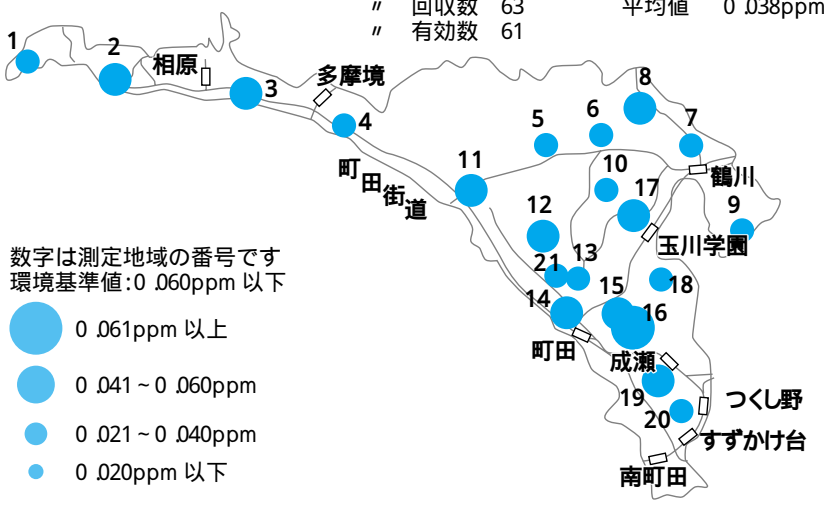 〃 回収数 63 平均値 0.038ppm
〃 有効数 61
1
2
相原
3
多摩境
4
町田街道
5
6
8
7
鶴川
9
10
11
17
12
玉川学園
21
13
18
14
15
16
町田
成瀬
19
20
つくし野
すずかけ台
南町田
数字は測定地域の番号です
環境基準値:0.060ppm 以下
0.061ppm 以上
0.041~0.060ppm
0.021~0.040ppm
0.020ppm 以下